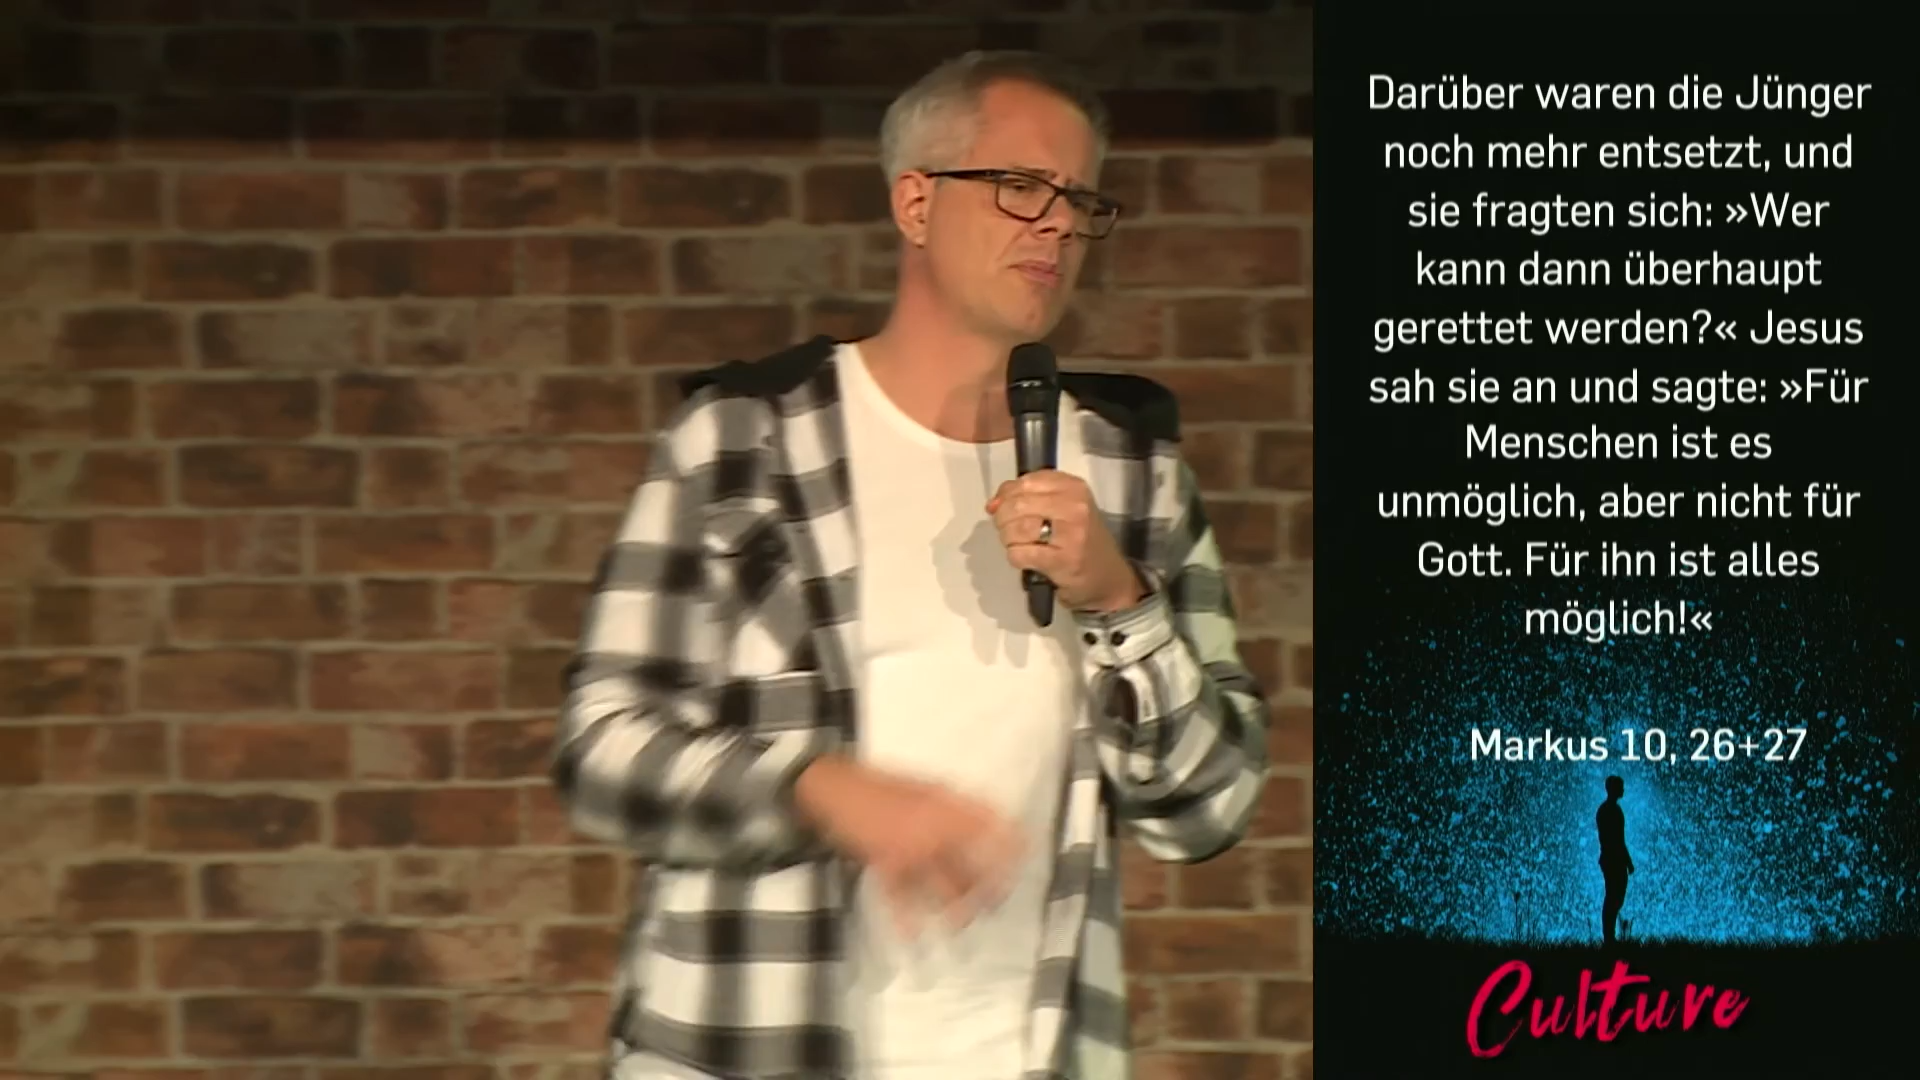 Darüber waren die Jünger
noch mehr entsetzt, und
sie fragten sich: »Wer
kann dann überhaupt
gerettet werden?« Jesus
sah sie an und sagte: »Für
Menschen ist es
unmöglich, aber nicht für
Gott. Für ihn ist alles
möglich!«
Markus 10, 26+27
Culture